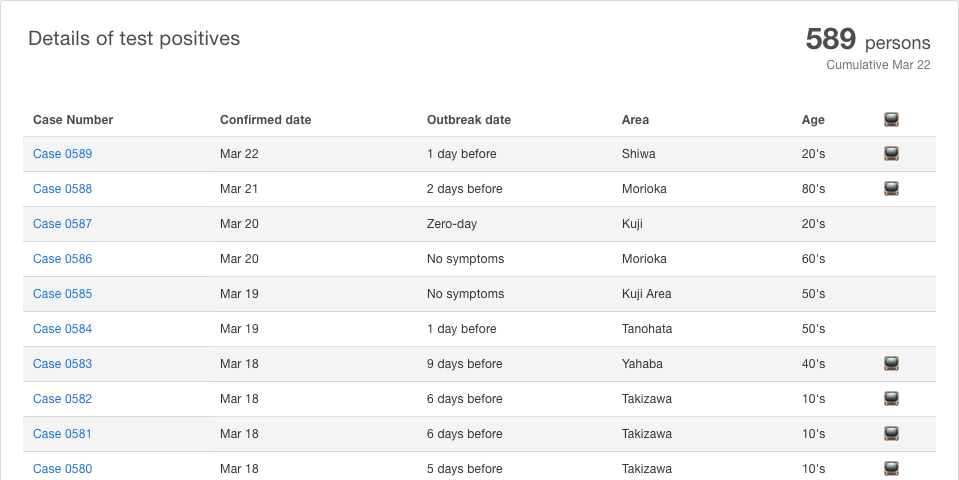 Details of test positives
589 persons
Cumulative Mar 22
Case Number Confirmed date Outbreak date Area Age
Case 0589 Mar 22 1 day before Shiwa 20's
Case 0588 Mar 21 2 days before Morioka 80's
Case 0587 Mar 20 Zero-day Kuji 20's
Case 0586 Mar 20 No symptoms Morioka 60's
Case 0585 Mar 19 No symptoms Kuji Area 50's
Case 0584 Mar 19 1 day before Tanohata 50's
Case 0583 Mar 18 9 days before Yahaba 40's
Case 0582 Mar 18 6 days before Takizawa 10's
Case 0581 Mar 18 6 days before Takizawa 10's
Case 0580 Mar 18 5 days before Takizawa 10's